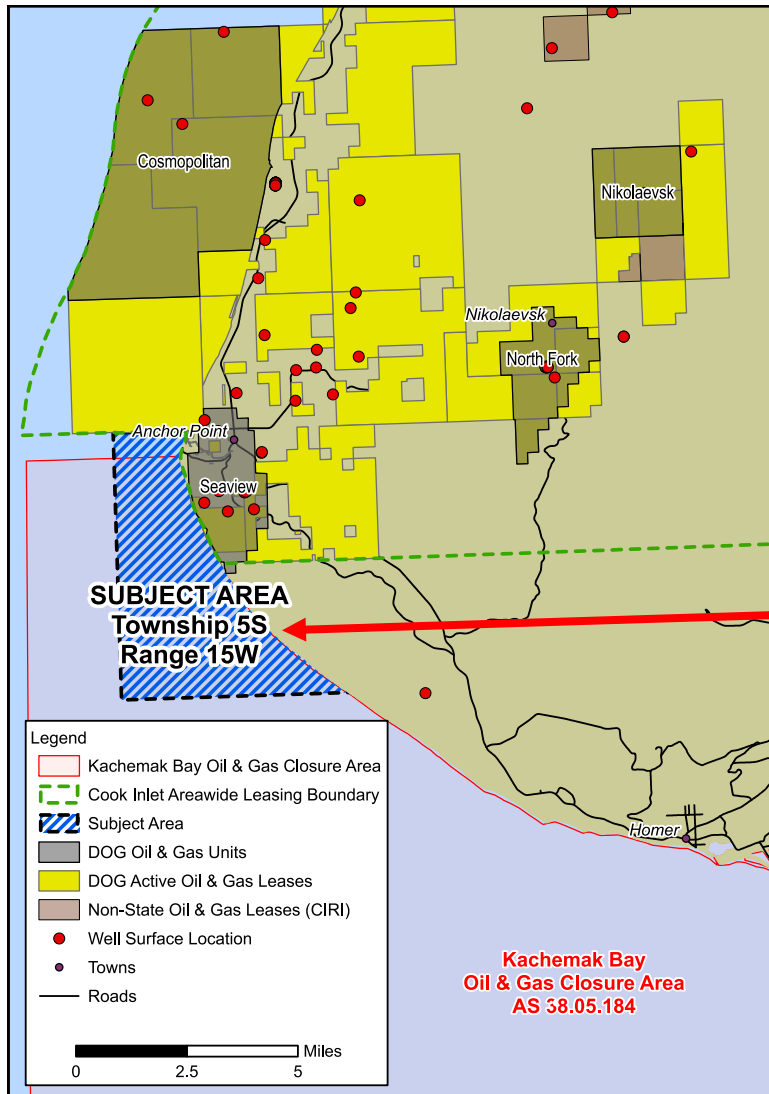 Cosmopolitan
Nikolaevsk
Nikolaevsk
North Fork
Anchor Point
Seaview
SUBJECT AREA
Township 5S
Range 15W
Legend
Kachemak Bay Oil & Gas Closure Area
Cook Inlet Areawide Leasing Boundary
Subject Area
DOG Oil & Gas Units
DOG Active Oil & Gas Leases
Non-State Oil & Gas Leases (CIRI)
Well Surface Location
Towns
Roads
Miles
0 2.5 5
Homer
Kachemak Bay
Oil & Gas Closure Area
AS 38.05.184